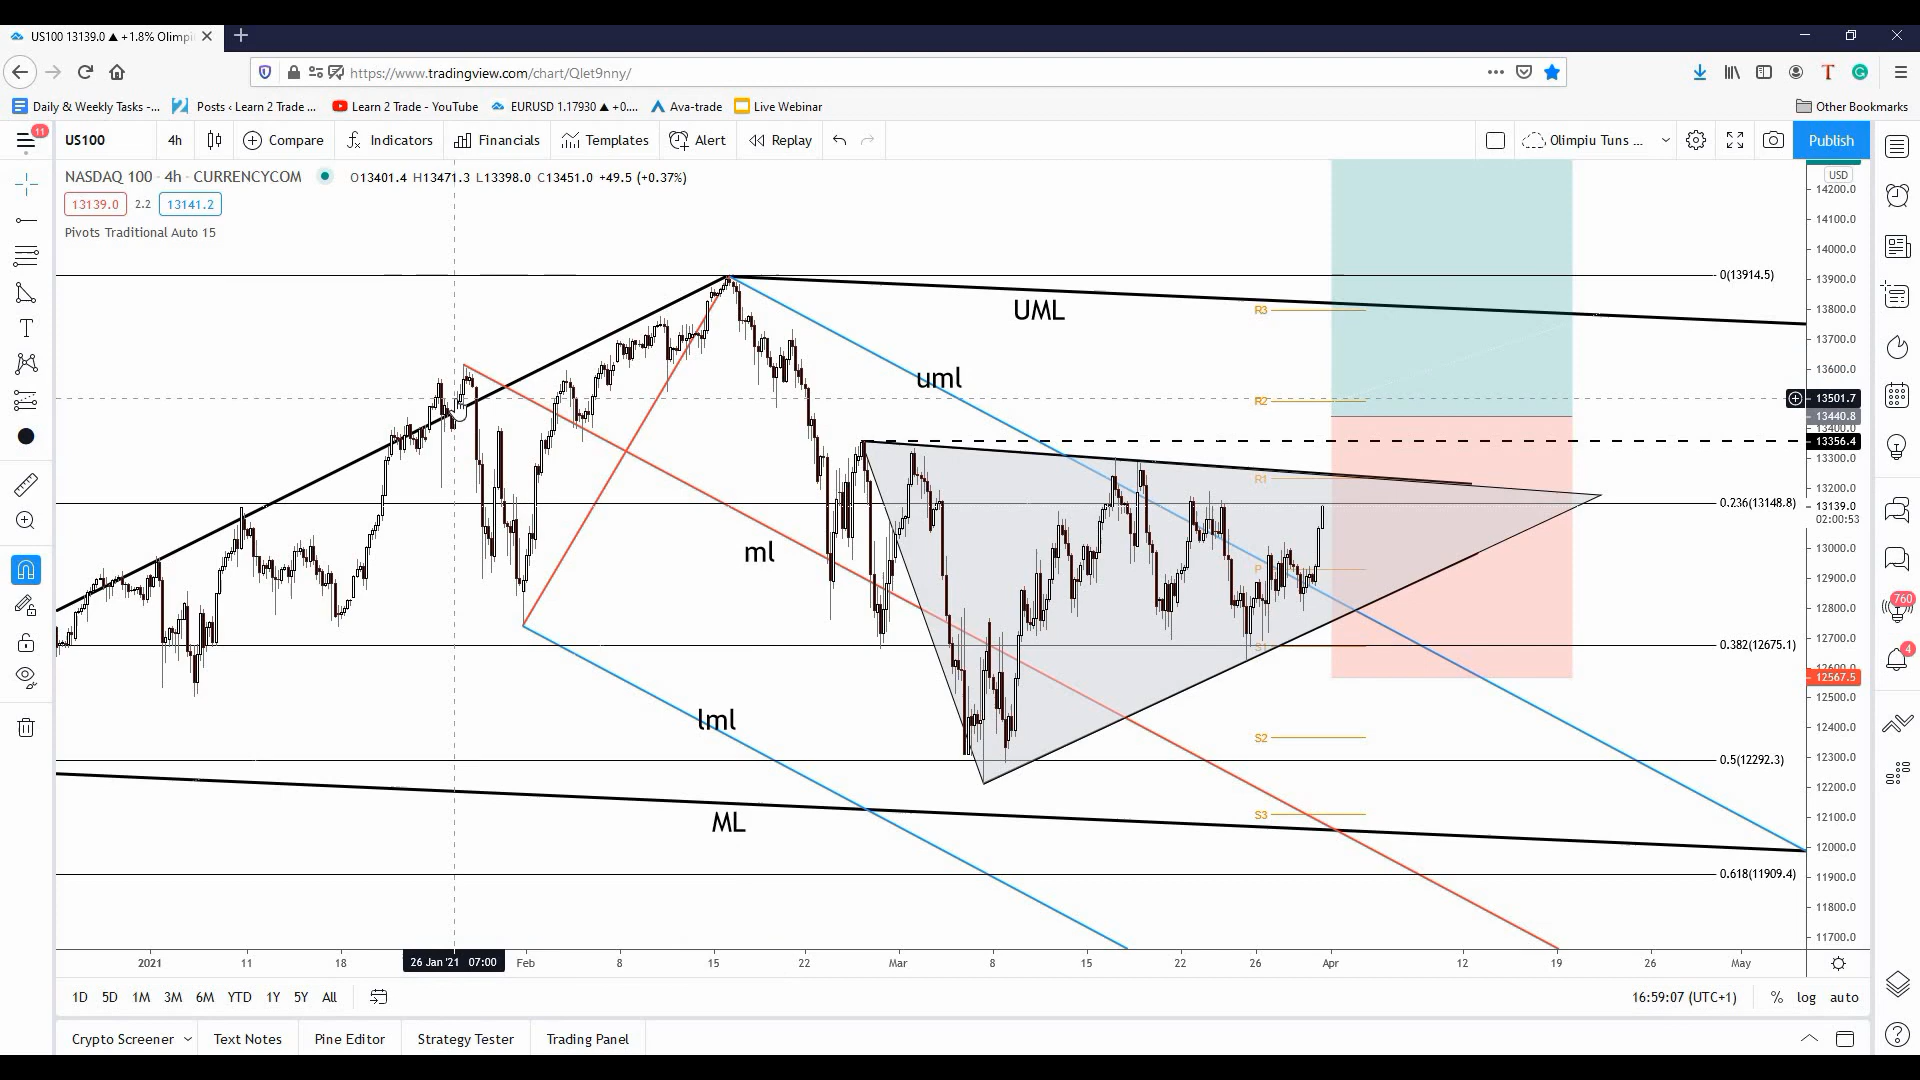 US100 13139.0 ▲ +1.8% Olimpi
https://www.tradingview.com/chart/Qlet9nny/
Daily & Weekly Tasks -...
Posts ‹ Learn 2 Trade ...
Learn 2 Trade - YouTube
EURUSD 1.17930 ▲ +0....
Ava-trade
Live Webinar
Other Bookmarks
11
US100
4h
Compare
Indicators
Financials
Templates
Alert
Replay
Olimpiu Tuns ...
Publish
NASDAQ 100 · 4h · CURRENCYCOM
O13401.4 H13471.3 L13398.0 C13451.0 +49.5 (+0.37%)
13139.0
2.2
13141.2
Pivots Traditional Auto 15
USD
14200.0
14100.0
14000.0
13900.0
13800.0
13700.0
13600.0
13501.7
13440.8
13400.0
13356.4
13300.0
13200.0
13139.0
02:00:53
13000.0
12900.0
12800.0
12700.0
12600.0
12567.5
12500.0
12400.0
12300.0
12200.0
12100.0
12000.0
11900.0
11800.0
11700.0
0(13914.5)
0.236(13148.8)
0.382(12675.1)
0.5(12292.3)
0.618(11909.4)
UML
uml
ml
lml
ML
R3
R2
R1
P
S1
S2
S3
760
4
2021
11
18
26 Jan '21 07:00
Feb
8
15
22
Mar
8
15
22
26
Apr
12
19
26
May
1D
5D
1M
3M
6M
YTD
1Y
5Y
All
16:59:07 (UTC+1)
%
log
auto
Crypto Screener
Text Notes
Pine Editor
Strategy Tester
Trading Panel